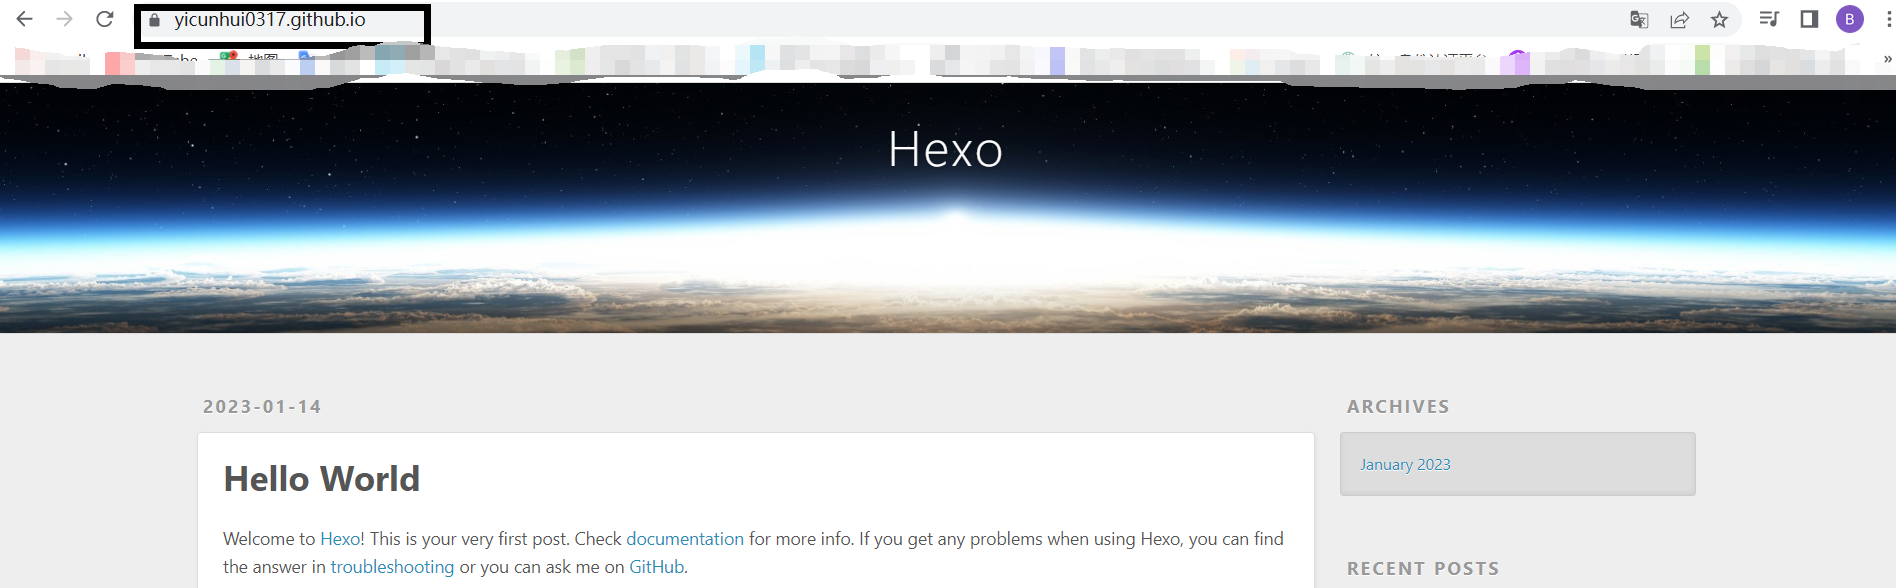 yicunhui0317.github.io
B
地图
»
Hexo
2023-01-14
Hello World
Welcome to Hexo! This is your very first post. Check documentation for more info. If you get any problems when using Hexo, you can find
the answer in troubleshooting or you can ask me on GitHub.
ARCHIVES
January 2023
RECENT POSTS